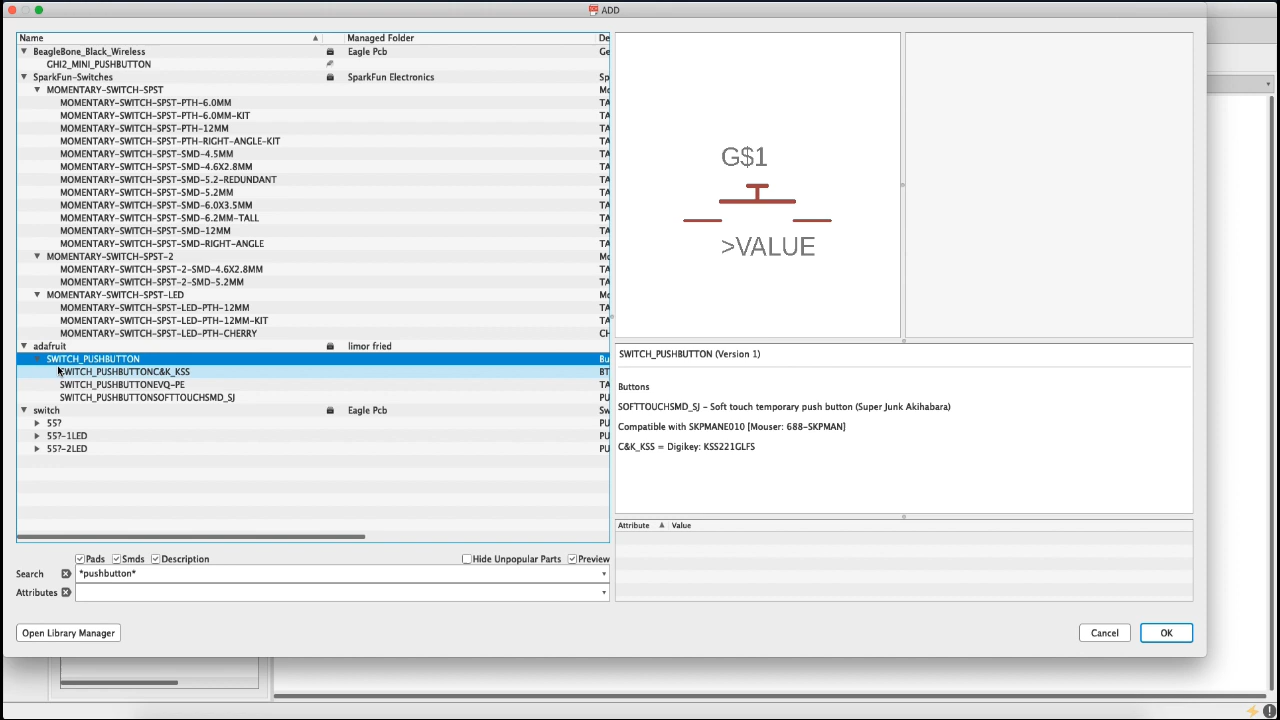 ADD
Name Managed Folder De
BeagleBone_Black_Wireless Eagle Pcb Ge
GHI2_MINI_PUSHBUTTON
SparkFun-Switches SparkFun Electronics Sp
MOMENTARY-SWITCH-SPST Mc
MOMENTARY-SWITCH-SPST-PTH-6.0MM TA
MOMENTARY-SWITCH-SPST-PTH-6.0MM-KIT TA
MOMENTARY-SWITCH-SPST-PTH-12MM TA
MOMENTARY-SWITCH-SPST-PTH-RIGHT-ANGLE-KIT TA
MOMENTARY-SWITCH-SPST-SMD-4.5MM TA
MOMENTARY-SWITCH-SPST-SMD-4.6X2.8MM TA
MOMENTARY-SWITCH-SPST-SMD-5.2-REDUNDANT TA
MOMENTARY-SWITCH-SPST-SMD-5.2MM TA
MOMENTARY-SWITCH-SPST-SMD-6.0X3.5MM TA
MOMENTARY-SWITCH-SPST-SMD-6.2MM-TALL TA
MOMENTARY-SWITCH-SPST-SMD-12MM TA
MOMENTARY-SWITCH-SPST-SMD-RIGHT-ANGLE TA
MOMENTARY-SWITCH-SPST-2 Mc
MOMENTARY-SWITCH-SPST-2-SMD-4.6X2.8MM TA
MOMENTARY-SWITCH-SPST-2-SMD-5.2MM TA
MOMENTARY-SWITCH-SPST-LED Mc
MOMENTARY-SWITCH-SPST-LED-PTH-12MM TA
MOMENTARY-SWITCH-SPST-LED-PTH-12MM-KIT TA
MOMENTARY-SWITCH-SPST-LED-PTH-CHERRY CH
adafruit limor fried
SWITCH_PUSHBUTTON Bu
SWITCH_PUSHBUTTONC&K_KSS BT
SWITCH_PUSHBUTTONEVQ-PE TA
SWITCH_PUSHBUTTONSOFTTOUCHSMD_SJ PU
switch Eagle Pcb Sw
55? PU
55?-1LED PU
55?-2LED PU
Pads Smds Description Hide Unpopular Parts Preview
Search *pushbutton*
Attributes
Open Library Manager
G$1
>VALUE
SWITCH_PUSHBUTTON (Version 1)
Buttons
SOFTTOUCHSMD_SJ - Soft touch temporary push button (Super Junk Akihabara)
Compatible with SKPMANE010 [Mouser: 688-SKPMAN]
C&K_KSS = Digikey: KSS221GLFS
Attribute Value
Cancel OK